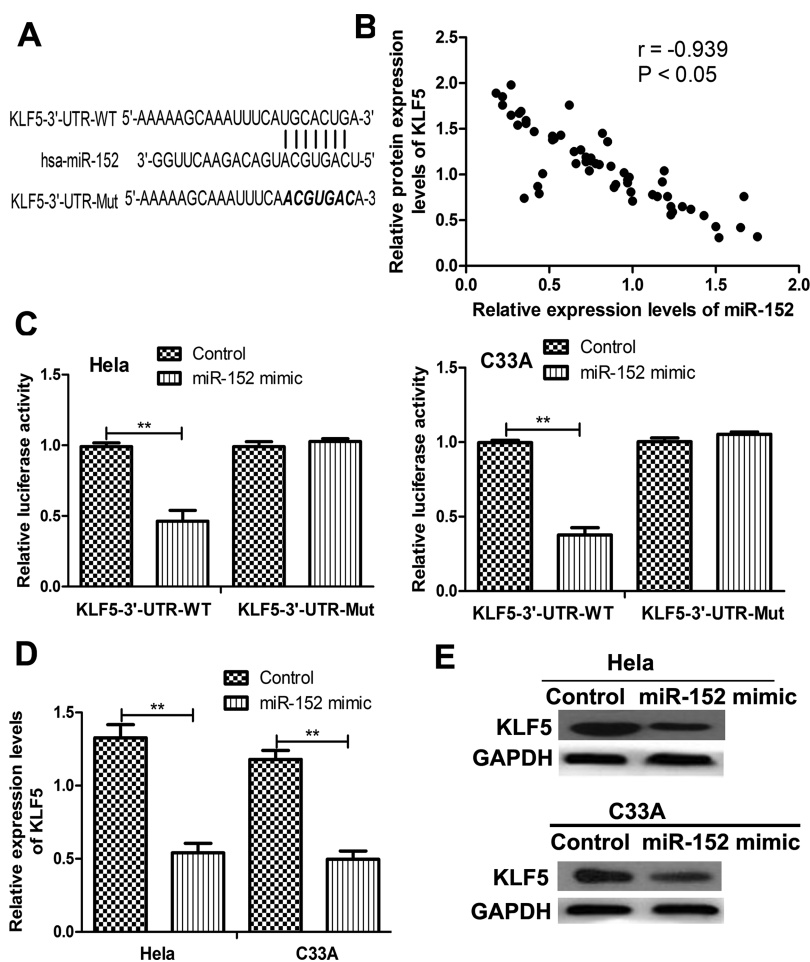 A
KLF5-3'-UTR-WT 5'-AAAAAGCAAAUUUCAUGCACUGA-3'
hsa-miR-152 3'-GGUUCAAGACAGUACGUGACU-5'
KLF5-3'-UTR-Mut 5'-AAAAAGCAAAUUUCAACGUGACA-3
B
r = -0.939
P < 0.05
Relative protein expression
levels of KLF5
2.5
2.0
1.5
1.0
0.5
0.0
0.0 0.5 1.0 1.5 2.0
Relative expression levels of miR-152
C
Hela
Control
miR-152 mimic
Relative luciferase activity
1.5
1.0
0.5
0.0
**
KLF5-3'-UTR-WT KLF5-3'-UTR-Mut
C33A
Control
miR-152 mimic
Relative luciferase activity
1.5
1.0
0.5
0.0
**
KLF5-3'-UTR-WT KLF5-3'-UTR-Mut
D
Control
miR-152 mimic
Relative expression levels
of KLF5
1.5
1.0
0.5
0.0
**
**
Hela C33A
E
Hela
Control miR-152 mimic
KLF5
GAPDH
C33A
Control miR-152 mimic
KLF5
GAPDH